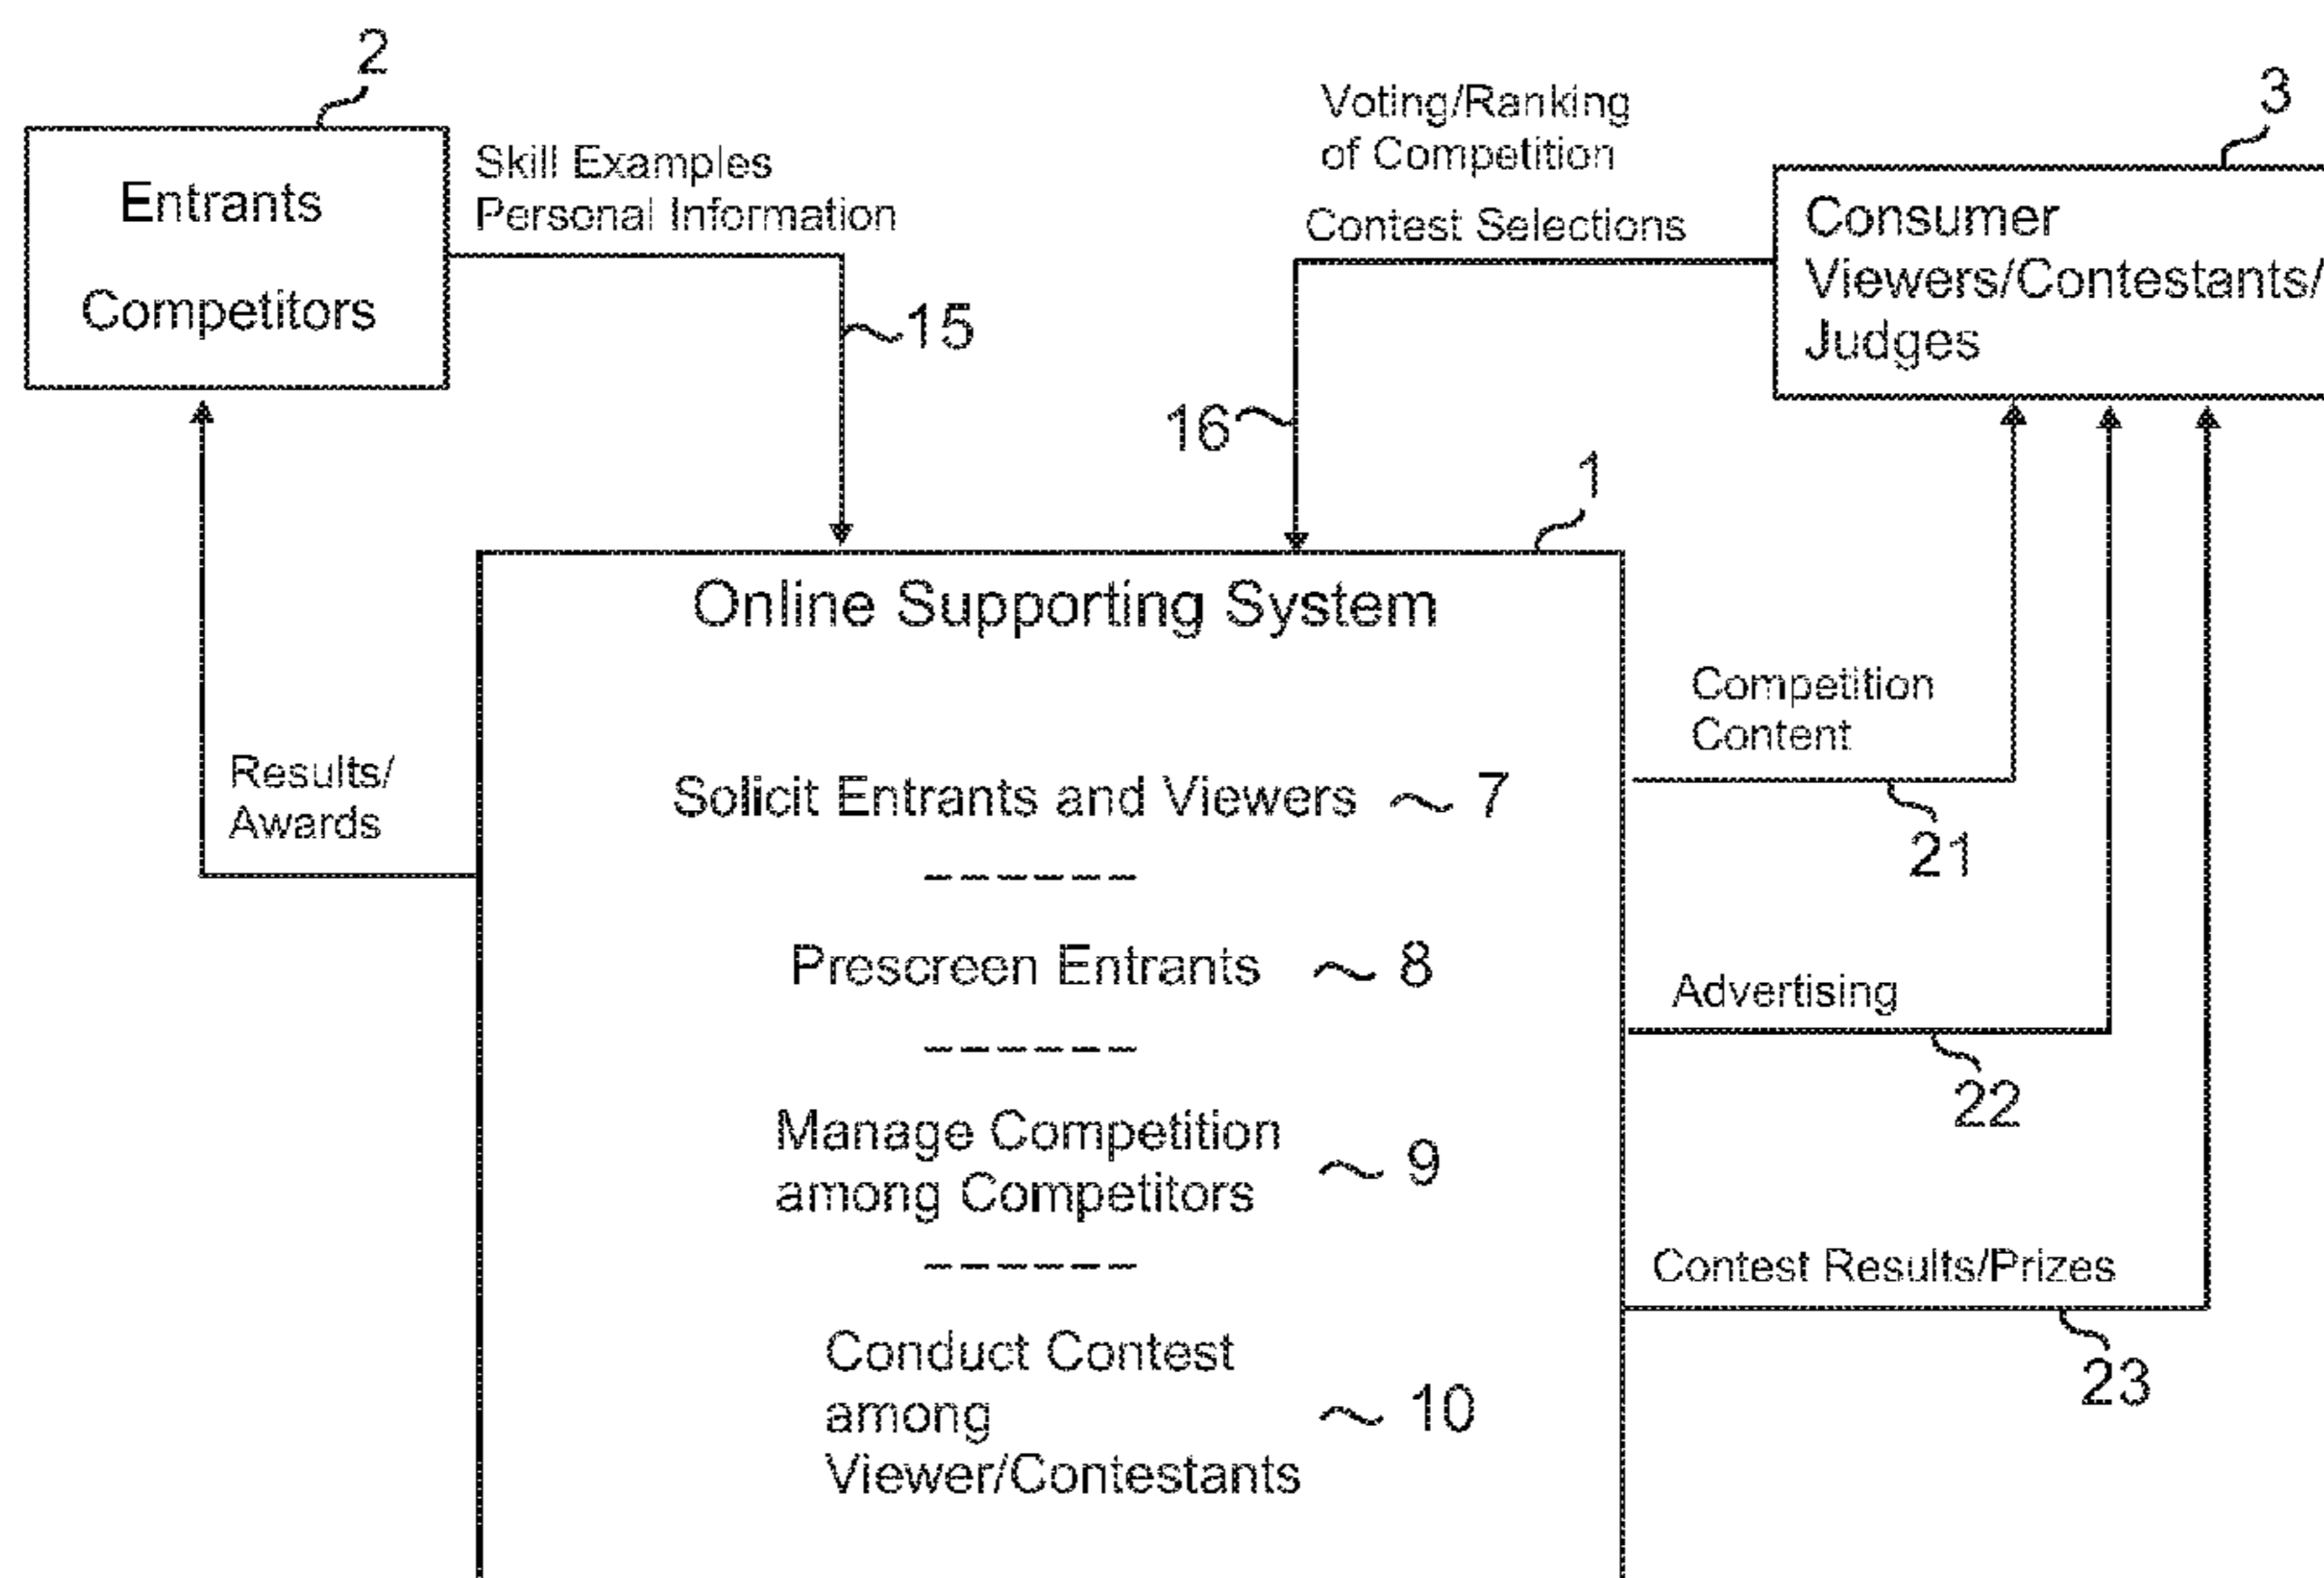 2
Entrants
Competitors
Skill Examples
Personal Information
15
Voting/Ranking
of Competition
Contest Selections
16
3
Consumer
Viewers/Contestants/
Judges
1
Online Supporting System
Solicit Entrants and Viewers 7
Prescreen Entrants 8
Manage Competition
among Competitors 9
Conduct Contest
among
Viewer/Contestants 10
Results/
Awards
Competition
Content
21
Advertising
22
Contest Results/Prizes
23